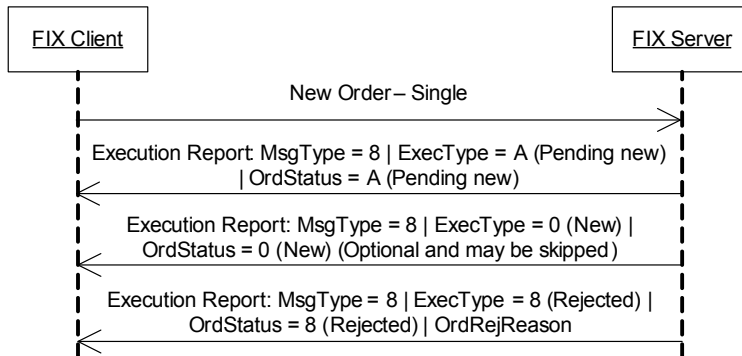 FIX Client
FIX Server
New Order – Single
Execution Report: MsgType = 8 | ExecType = A (Pending new)
| OrdStatus = A (Pending new)
Execution Report: MsgType = 8 | ExecType = 0 (New) |
OrdStatus = 0 (New) (Optional and may be skipped)
Execution Report: MsgType = 8 | ExecType = 8 (Rejected) |
OrdStatus = 8 (Rejected) | OrdRejReason